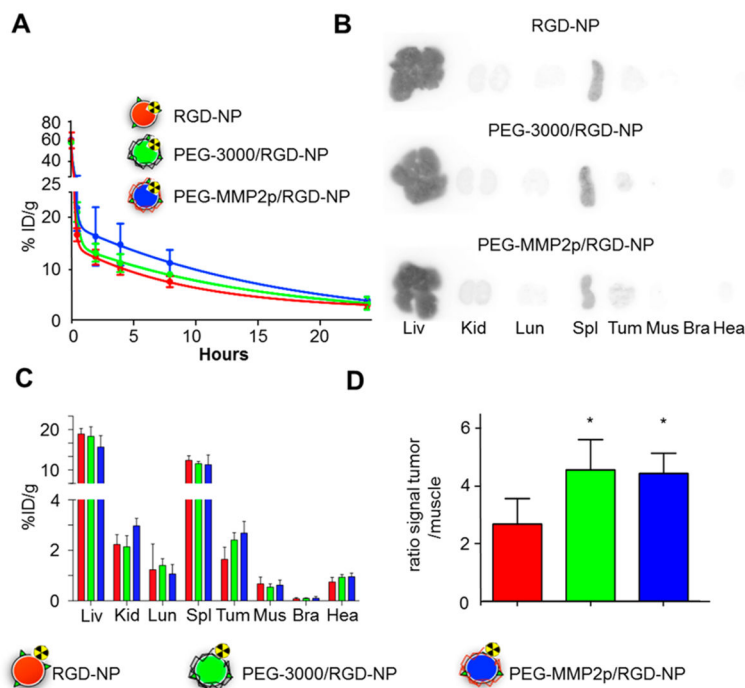 A
80
60
40
25
20
10
0
% ID/g
0
5
10
15
20
Hours
RGD-NP
PEG-3000/RGD-NP
PEG-MMP2p/RGD-NP
B
RGD-NP
PEG-3000/RGD-NP
PEG-MMP2p/RGD-NP
Liv Kid Lun Spl Tum Mus Bra Hea
C
20
10
4
2
0
%ID/g
Liv Kid Lun Spl Tum Mus Bra Hea
D
6
4
2
0
ratio signal tumor
/muscle
* *
RGD-NP PEG-3000/RGD-NP PEG-MMP2p/RGD-NP